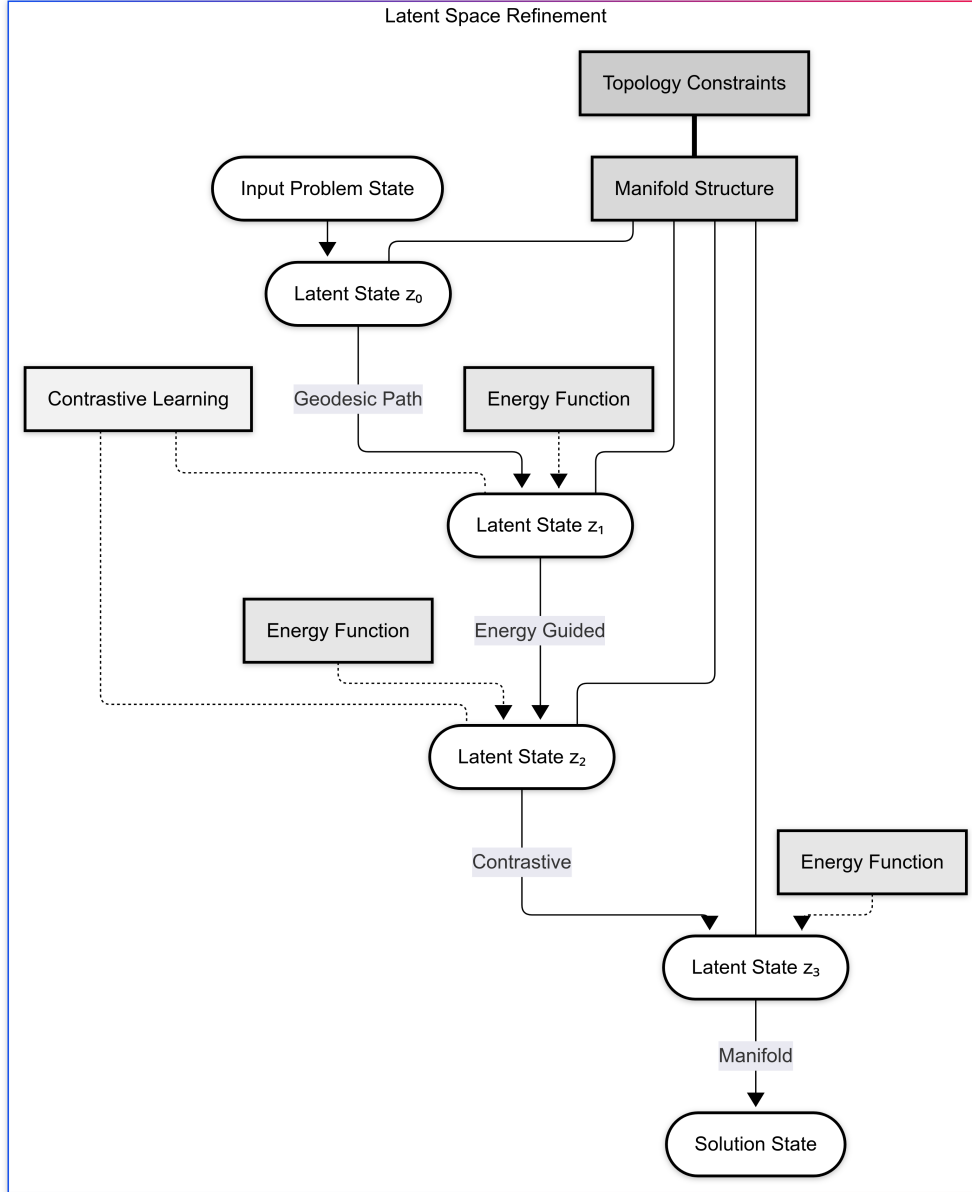 Latent Space Refinement
Topology Constraints
Input Problem State
Manifold Structure
Latent State z₀
Contrastive Learning
Geodesic Path
Energy Function
Latent State z₁
Energy Function
Energy Guided
Latent State z₂
Contrastive
Energy Function
Latent State z₃
Manifold
Solution State